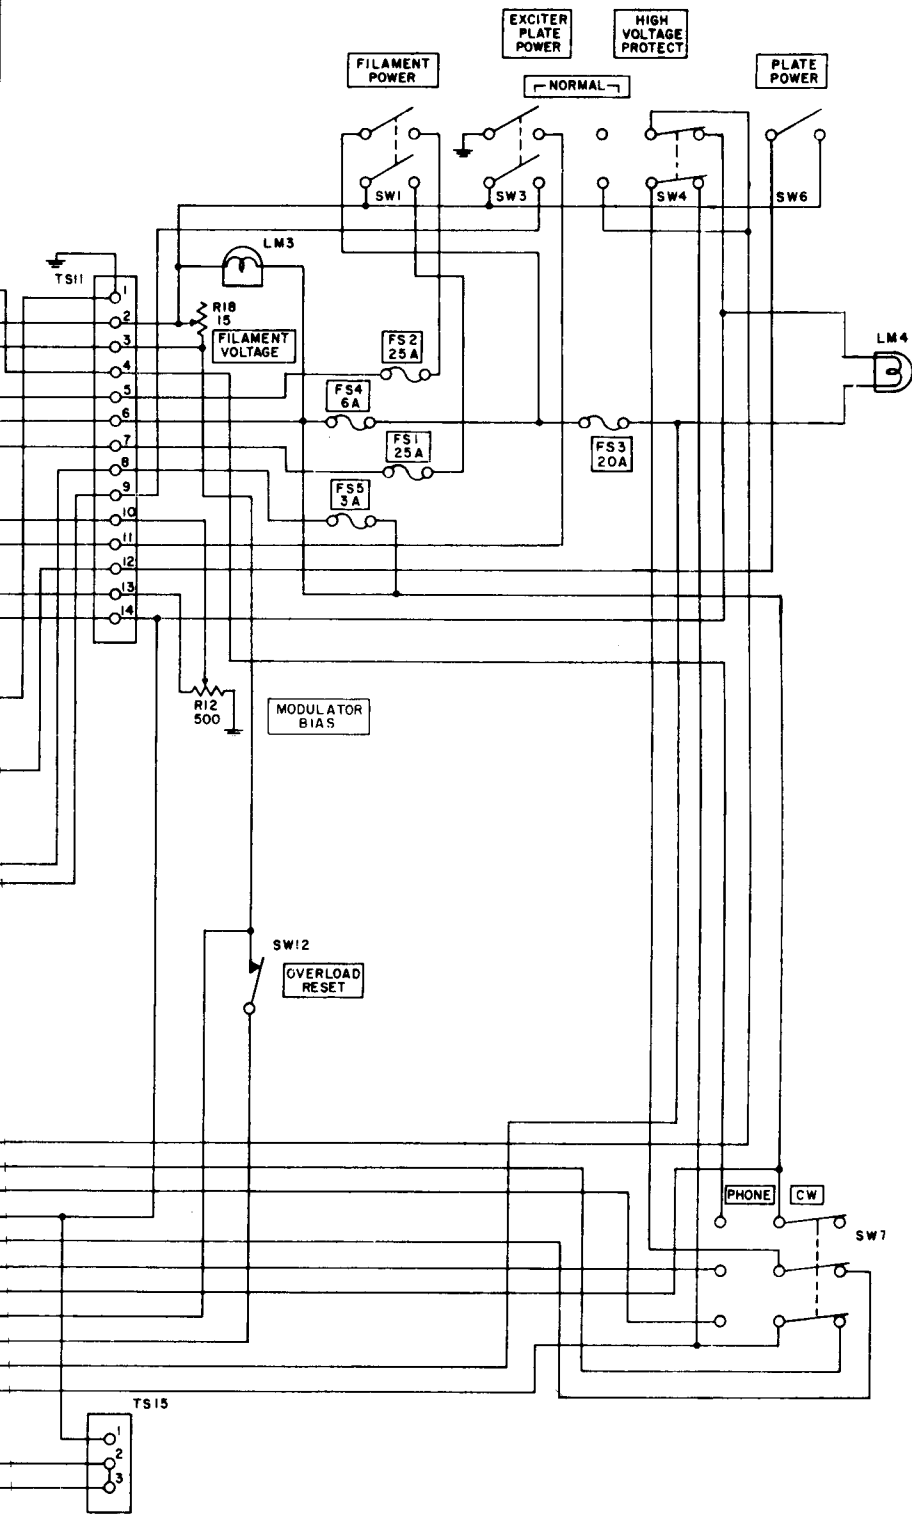 EXCITER
PLATE
POWER
HIGH
VOLTAGE
PROTECT
FILAMENT
POWER
NORMAL
PLATE
POWER
SW1
SW3
SW4
SW6
LM3
TS11
1
2
3
4
5
6
7
8
9
10
11
12
13
14
R18
15
FILAMENT
VOLTAGE
FS2
25A
FS4
6A
FS1
25A
FS5
3A
FS3
20A
LM4
R12
500
MODULATOR
BIAS
SW12
OVERLOAD
RESET
PHONE
CW
SW7
TS15
1
2
3